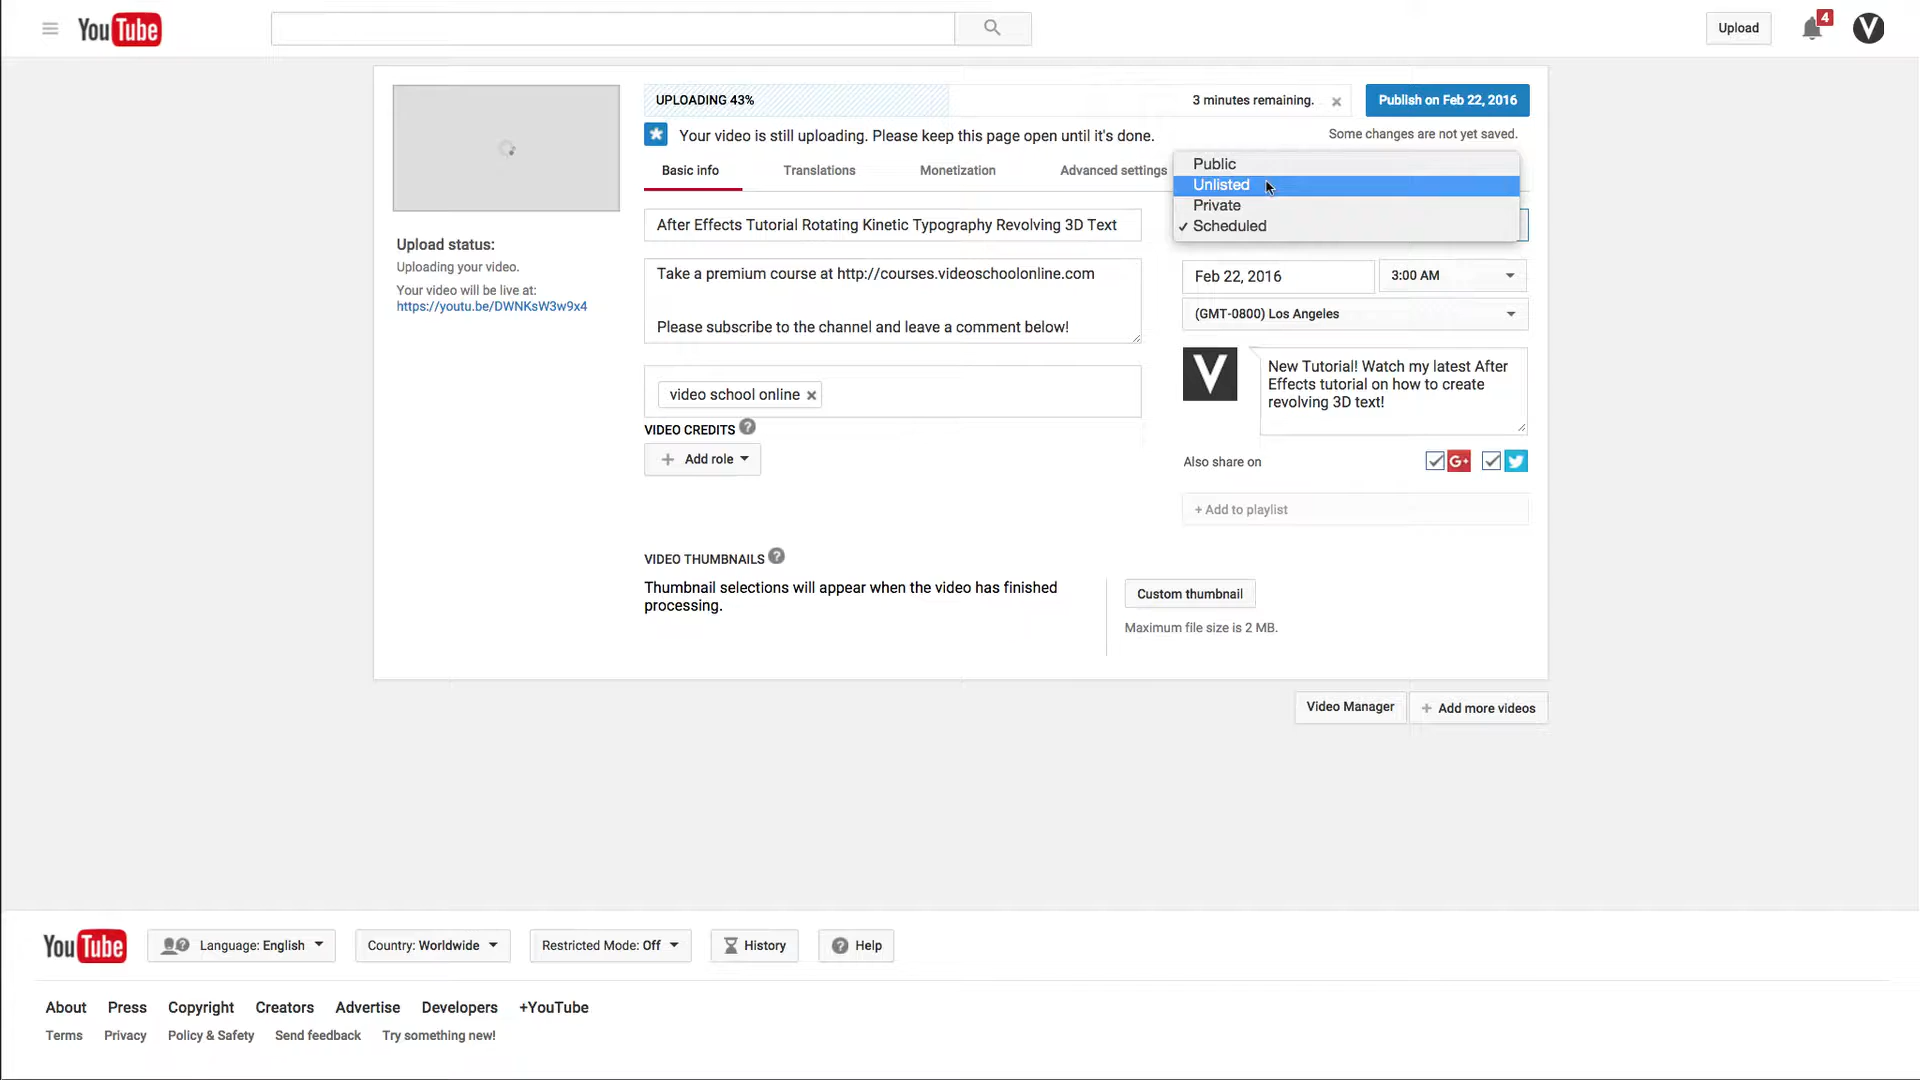 YouTube
Upload
4
V
UPLOADING 43%
3 minutes remaining.
Publish on Feb 22, 2016
Your video is still uploading. Please keep this page open until it's done.
Some changes are not yet saved.
Basic info
Translations
Monetization
Advanced settings
Public
Unlisted
Private
✓ Scheduled
After Effects Tutorial Rotating Kinetic Typography Revolving 3D Text
Upload status:
Uploading your video.
Your video will be live at:
https://youtu.be/DWNKsW3w9x4
Take a premium course at http://courses.videoschoolonline.com
Please subscribe to the channel and leave a comment below!
Feb 22, 2016
3:00 AM
(GMT-0800) Los Angeles
V
New Tutorial! Watch my latest After
Effects tutorial on how to create
revolving 3D text!
video school online ×
VIDEO CREDITS ?
+ Add role
Also share on
G+
+ Add to playlist
VIDEO THUMBNAILS ?
Thumbnail selections will appear when the video has finished
processing.
Custom thumbnail
Maximum file size is 2 MB.
Video Manager
+ Add more videos
YouTube
Language: English
Country: Worldwide
Restricted Mode: Off
History
? Help
About Press Copyright Creators Advertise Developers +YouTube
Terms Privacy Policy & Safety Send feedback Try something new!